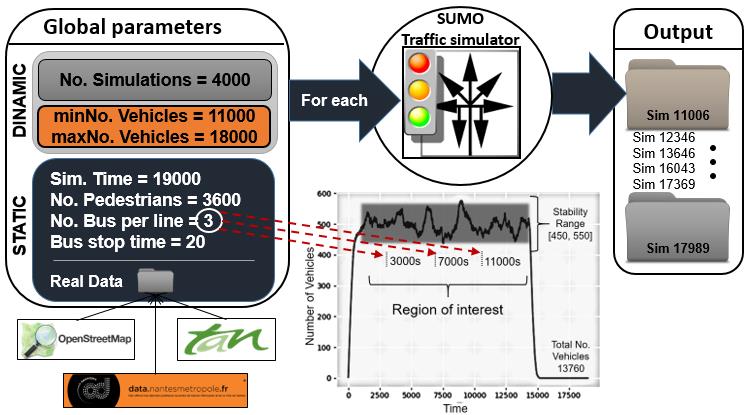 Global parameters
DINAMIC
No. Simulations = 4000
minNo. Vehicles = 11000
maxNo. Vehicles = 18000
STATIC
Sim. Time = 19000
No. Pedestrians = 3600
No. Bus per line = 3
Bus stop time = 20
Real Data
OpenStreetMap
tan
data.nantesmetropole.fr
For each
SUMO
Traffic simulator
Output
Sim 11006
Sim 12346
Sim 13646
Sim 16043
Sim 17369
Sim 17989
Number of Vehicles
600
500
400
300
200
100
0
Stability
Range
[450, 550]
3000s
7000s
11000s
Region of interest
Total No.
Vehicles
13760
0
2500
5000
7500
10000
12500
15000
17500
Time